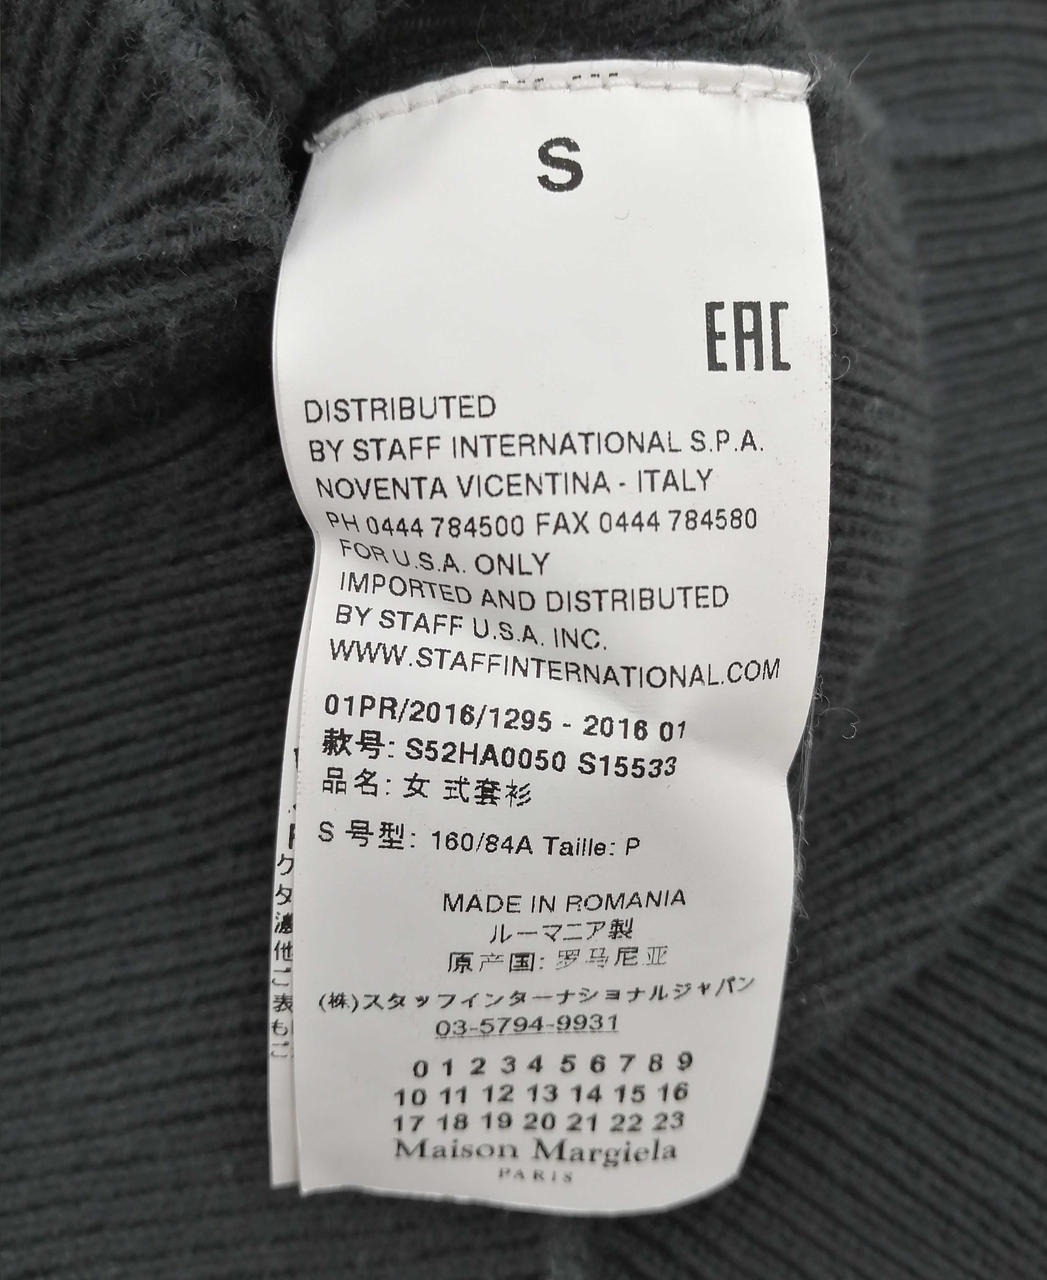 S
EAC
DISTRIBUTED
BY STAFF INTERNATIONAL S.P.A.
NOVENTA VICENTINA - ITALY
PH 0444 784500 FAX 0444 784580
FOR U.S.A. ONLY
IMPORTED AND DISTRIBUTED
BY STAFF U.S.A. INC.
WWW.STAFFINTERNATIONAL.COM
01PR/2016/1295 - 2016 01
款号: S52HA0050 S15533
品名: 女 式套衫
S 号型: 160/84A Taille: P
MADE IN ROMANIA
ルーマニア製
原产国: 罗马尼亚
(株)スタッフインターナショナルジャパン
03-5794-9931
0 1 2 3 4 5 6 7 8 9
10 11 12 13 14 15 16
17 18 19 20 21 22 23
Maison Margiela
PARIS